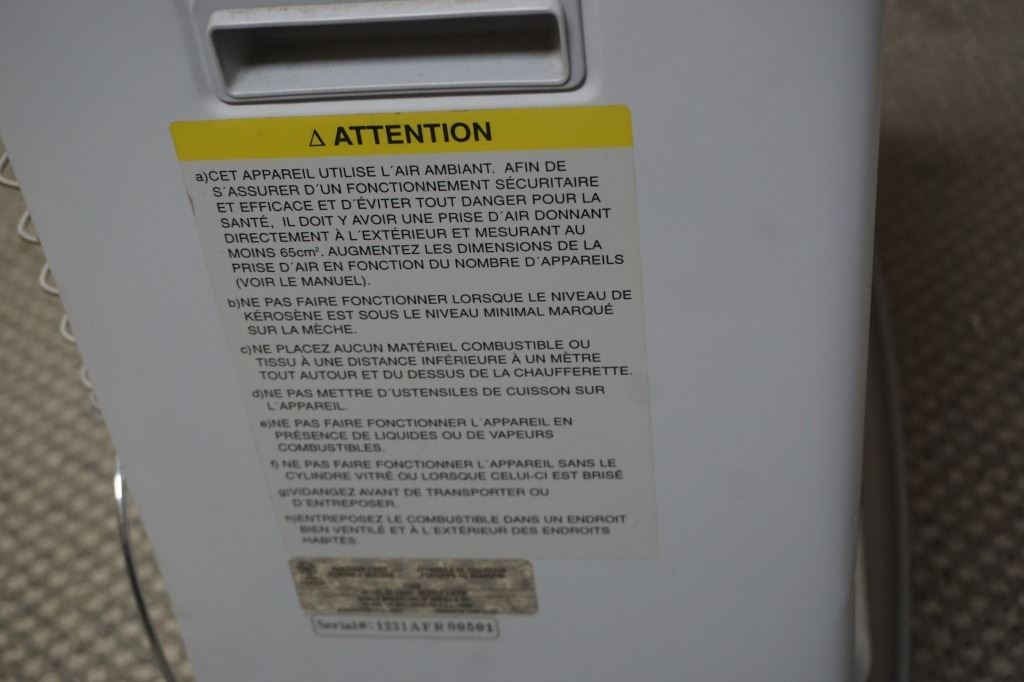 ⚠ ATTENTION
a)CET APPAREIL UTILISE L´AIR AMBIANT. AFIN DE
S´ASSURER D´UN FONCTIONNEMENT SÉCURITAIRE
ET EFFICACE ET D´ÉVITER TOUT DANGER POUR LA
SANTÉ, IL DOIT Y AVOIR UNE PRISE D´AIR DONNANT
DIRECTEMENT À L´EXTÉRIEUR ET MESURANT AU
MOINS 65cm². AUGMENTEZ LES DIMENSIONS DE LA
PRISE D´AIR EN FONCTION DU NOMBRE D´APPAREILS
(VOIR LE MANUEL).
b)NE PAS FAIRE FONCTIONNER LORSQUE LE NIVEAU DE
KÉROSÈNE EST SOUS LE NIVEAU MINIMAL MARQUÉ
SUR LA MÈCHE.
c)NE PLACEZ AUCUN MATÉRIEL COMBUSTIBLE OU
TISSU À UNE DISTANCE INFÉRIEURE À UN MÈTRE
TOUT AUTOUR ET DU DESSUS DE LA CHAUFFERETTE.
d)NE PAS METTRE D´USTENSILES DE CUISSON SUR
L´APPAREIL.
e)NE PAS FAIRE FONCTIONNER L´APPAREIL EN
PRÉSENCE DE LIQUIDES OU DE VAPEURS
COMBUSTIBLES.
f) NE PAS FAIRE FONCTIONNER L´APPAREIL SANS LE
CYLINDRE VITRÉ OU LORSQUE CELUI-CI EST BRISÉ
g)VIDANGEZ AVANT DE TRANSPORTER OU
D´ENTREPOSER.
h)ENTREPOSEZ LE COMBUSTIBLE DANS UN ENDROIT
BIEN VENTILÉ ET À L´EXTÉRIEUR DES ENDROITS
HABITÉS.
Serial#: 1221AFR00501